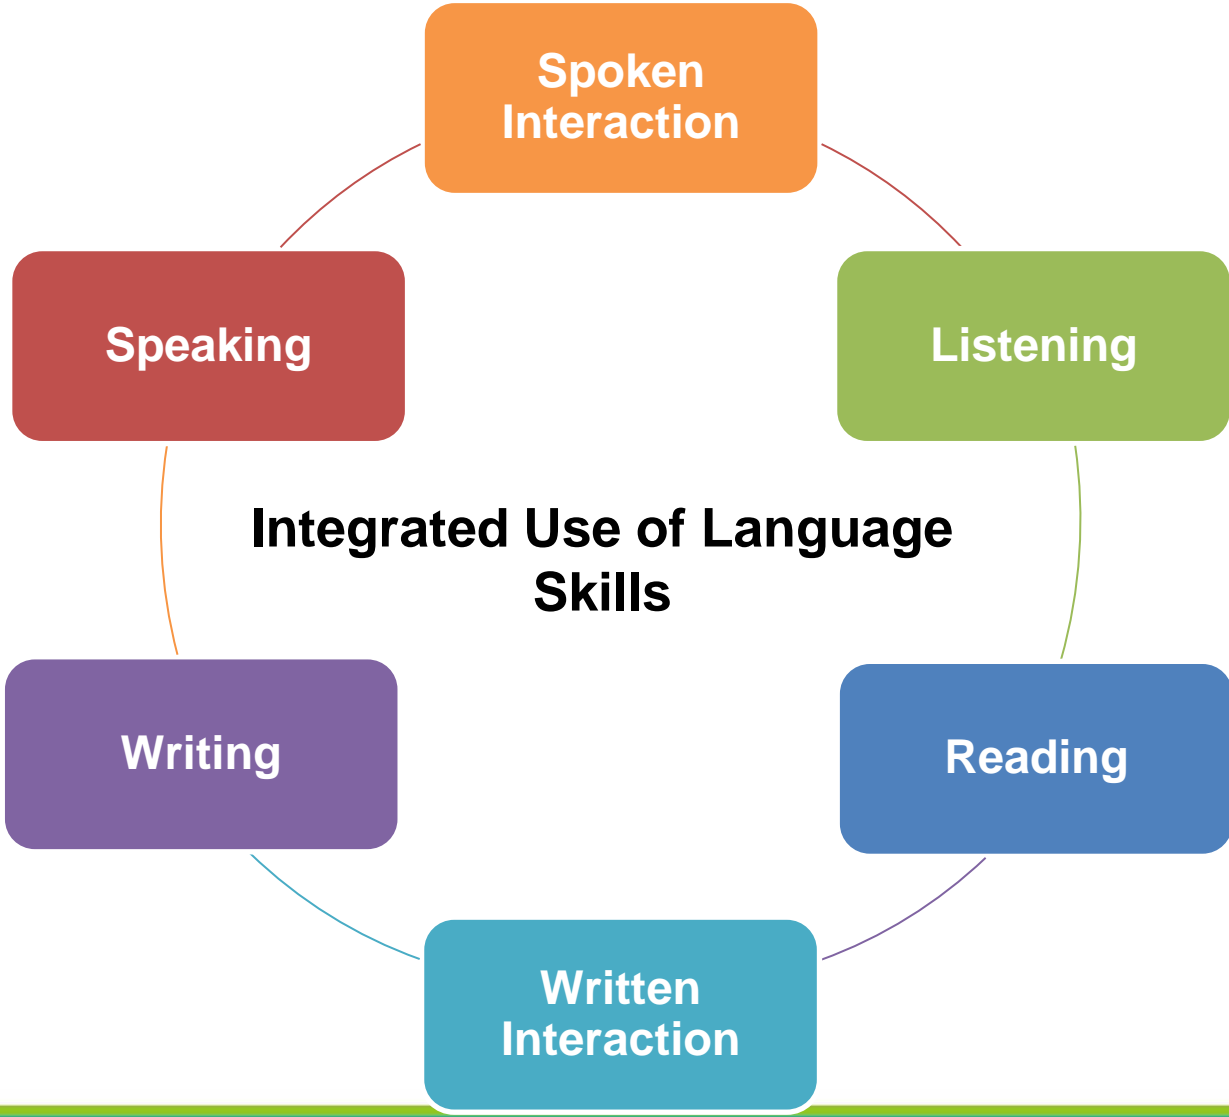 Spoken
Interaction
Speaking
Listening
Integrated Use of Language
Skills
Writing
Reading
Written
Interaction